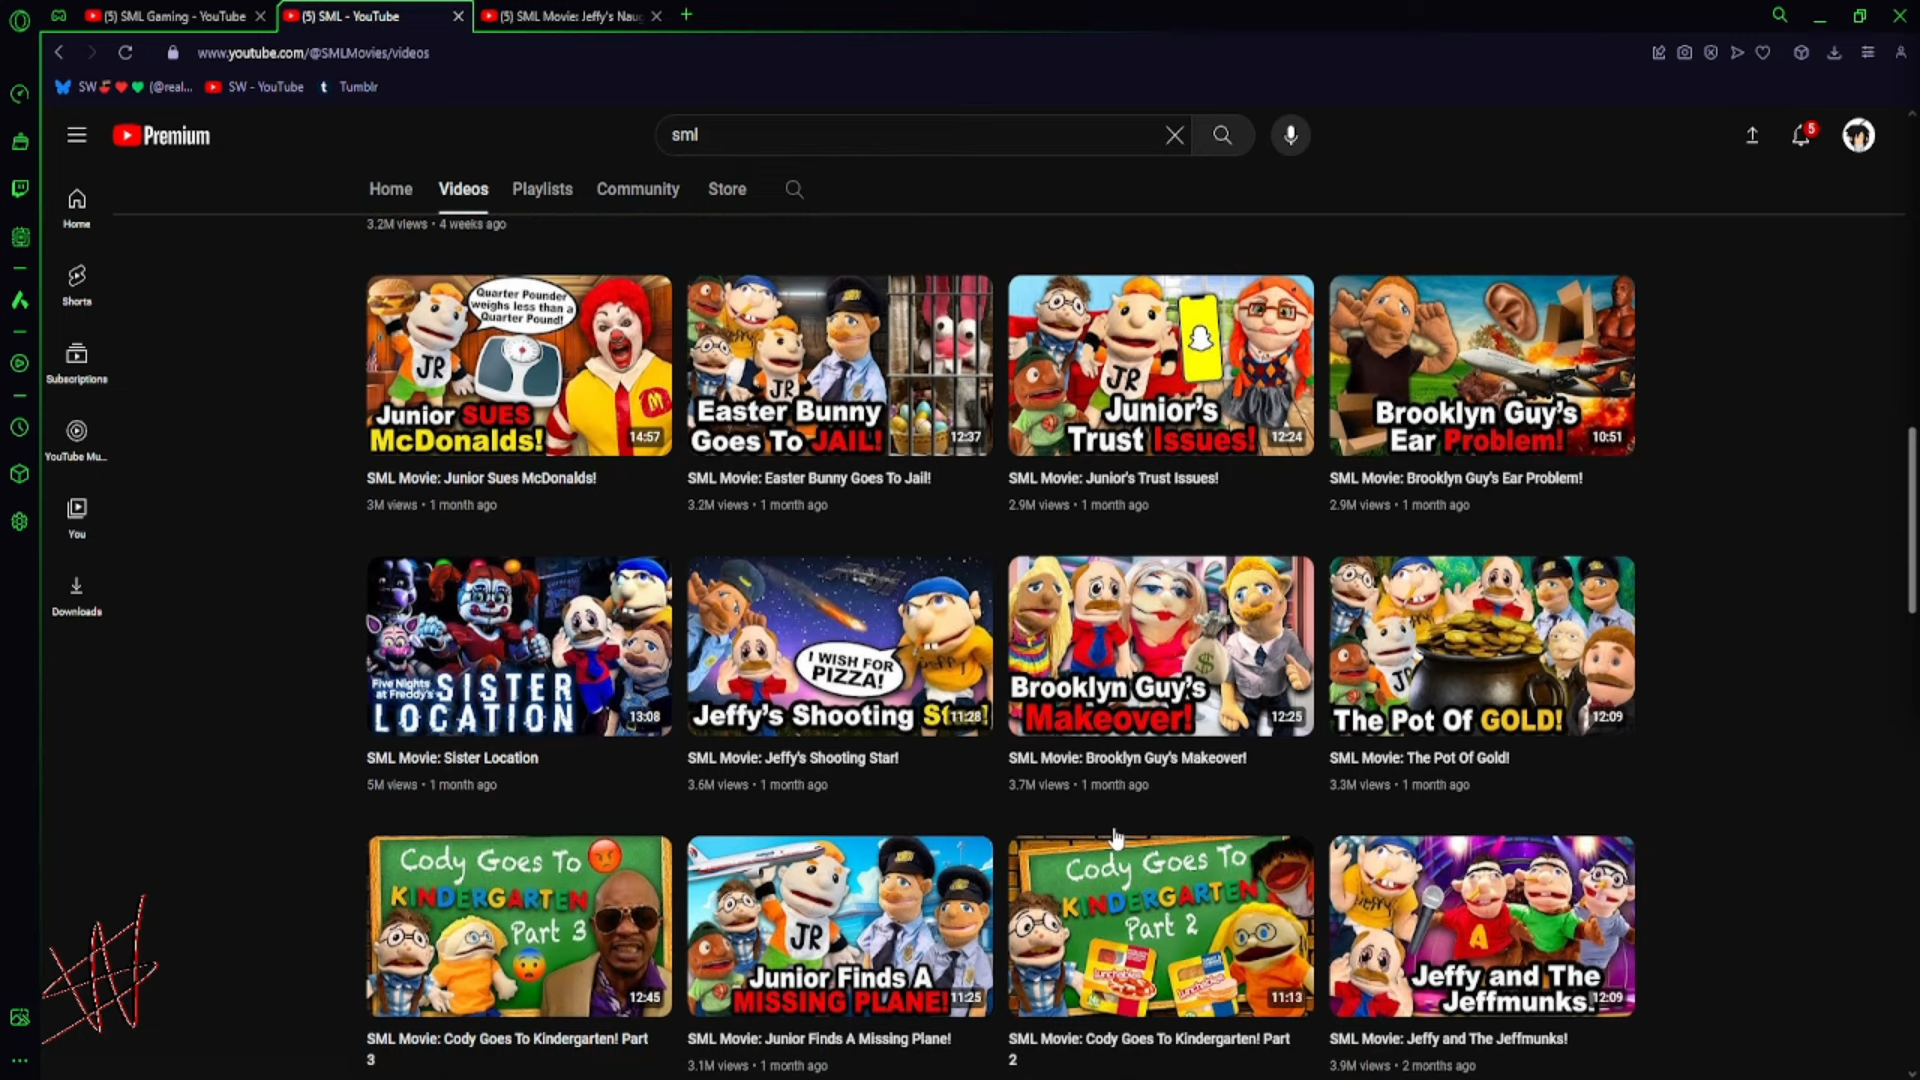 (5) SML Gaming - YouTube
(5) SML - YouTube
(5) SML Movie: Jeffy's Naug
www.youtube.com/@SMLMovies/videos
SW🍒❤️💚 (@real...
SW - YouTube
Tumblr
Premium
sml
5
Home
Videos
Playlists
Community
Store
Home
Shorts
Subscriptions
YouTube Mu...
You
Downloads
3.2M views • 4 weeks ago
Quarter Pounder
weighs less than a
Quarter Pound!
JR
Junior SUES
McDonalds!
14:57
SML Movie: Junior Sues McDonalds!
3M views • 1 month ago
JR
Easter Bunny
Goes To JAIL!
12:37
SML Movie: Easter Bunny Goes To Jail!
3.2M views • 1 month ago
JR
Junior's
Trust Issues!
12:24
SML Movie: Junior's Trust Issues!
2.9M views • 1 month ago
Brooklyn Guy's
Ear Problem!
10:51
SML Movie: Brooklyn Guy's Ear Problem!
2.9M views • 1 month ago
Five Nights
at Freddy's
SISTER
LOCATION
13:08
SML Movie: Sister Location
5M views • 1 month ago
I WISH FOR
PIZZA!
Jeffy's Shooting
11:28
SML Movie: Jeffy's Shooting Star!
3.6M views • 1 month ago
$
Brooklyn Guy's
Makeover!
12:25
SML Movie: Brooklyn Guy's Makeover!
3.7M views • 1 month ago
The Pot Of GOLD!
12:09
SML Movie: The Pot Of Gold!
3.3M views • 1 month ago
Cody Goes To
KINDERGARTEN
Part 3
12:45
SML Movie: Cody Goes To Kindergarten! Part
3
JR
Junior Finds A
MISSING PLANE!
11:25
SML Movie: Junior Finds A Missing Plane!
3.1M views • 1 month ago
Cody Goes To
KINDERGARTEN
Part 2
Lunchables
Lunchables
11:13
SML Movie: Cody Goes To Kindergarten! Part
2
A
Jeffy and The
Jeffmunks!
12:09
SML Movie: Jeffy and The Jeffmunks!
3.9M views • 2 months ago